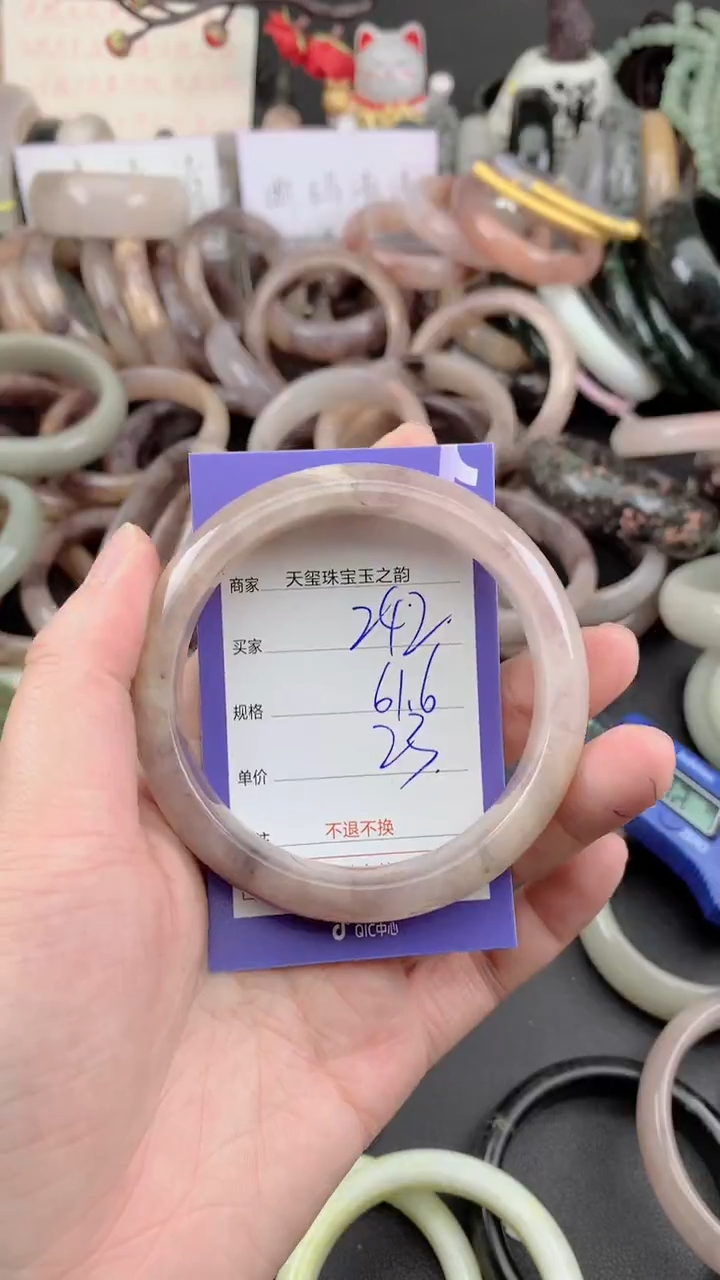 商家 天玺珠宝玉之韵
买家 242.
规格 61.6
单价 23.
不退不换
QIC中心